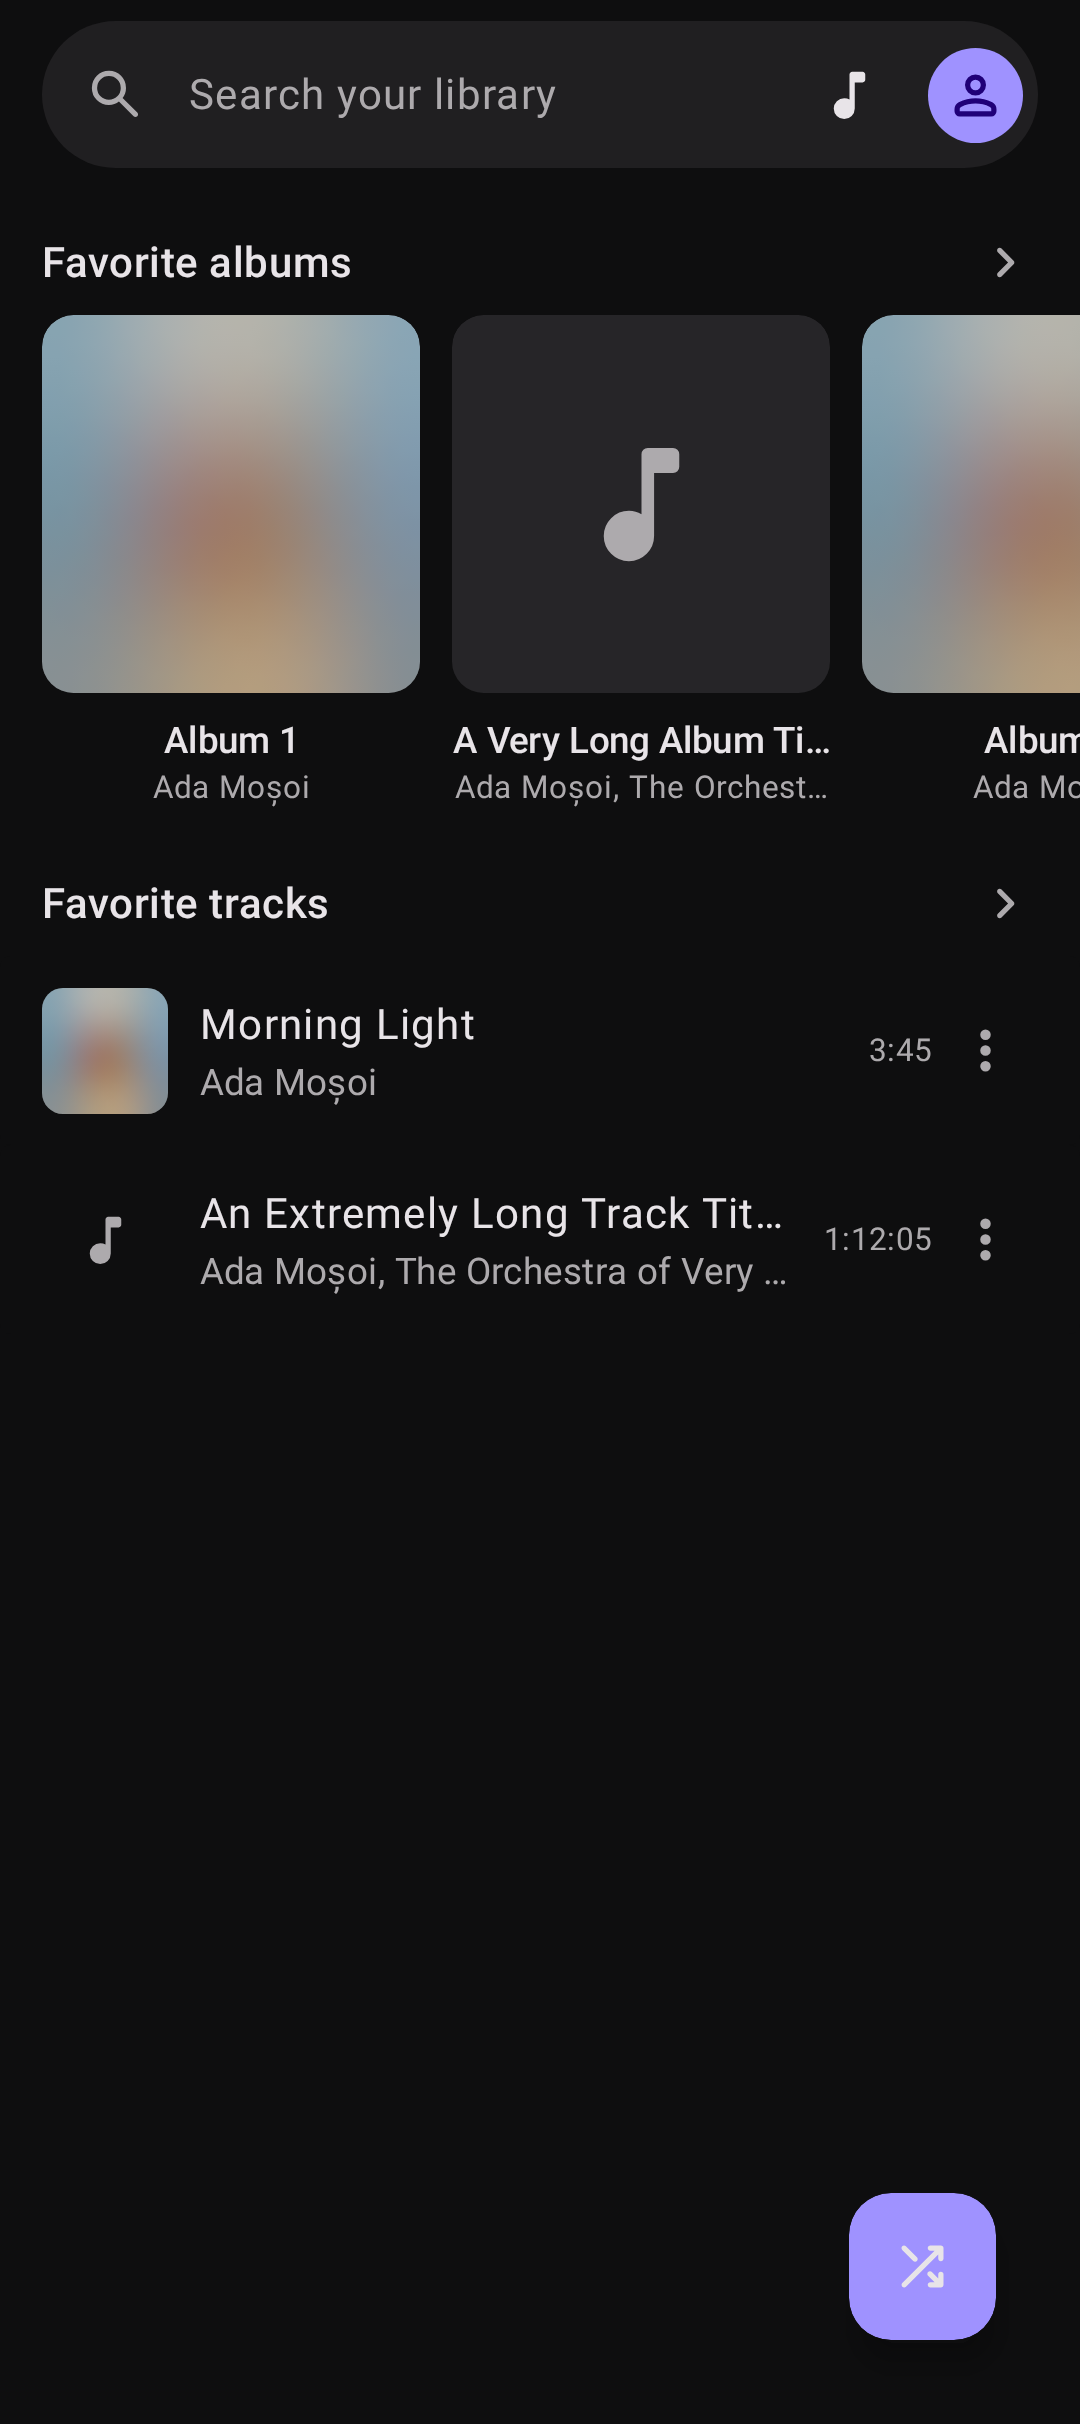 Search your library
Favorite albums
Album 1
Ada Moșoi
A Very Long Album Ti…
Ada Moșoi, The Orchest…
Album
Ada Mo
Favorite tracks
Morning Light
Ada Moșoi
3:45
An Extremely Long Track Tit…
Ada Moșoi, The Orchestra of Very …
1:12:05